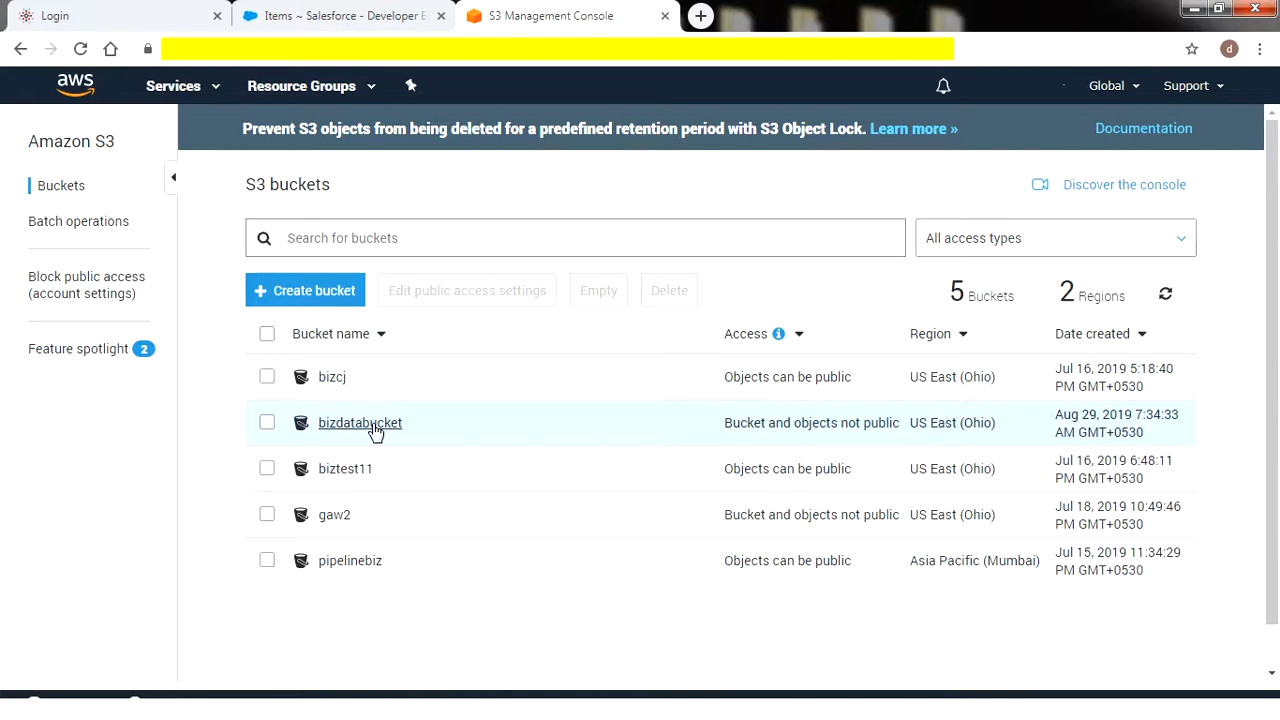 Login
Items ~ Salesforce - Developer E
S3 Management Console
d
aws
Services
Resource Groups
Global
Support
Amazon S3
Buckets
Batch operations
Block public access
(account settings)
Feature spotlight 2
Prevent S3 objects from being deleted for a predefined retention period with S3 Object Lock. Learn more »
Documentation
S3 buckets
Discover the console
Search for buckets
All access types
+ Create bucket
Edit public access settings
Empty
Delete
5 Buckets
2 Regions
Bucket name
Access
Region
Date created
bizcj
Objects can be public
US East (Ohio)
Jul 16, 2019 5:18:40
PM GMT+0530
bizdatabucket
Bucket and objects not public
US East (Ohio)
Aug 29, 2019 7:34:33
AM GMT+0530
biztest11
Objects can be public
US East (Ohio)
Jul 16, 2019 6:48:11
PM GMT+0530
gaw2
Bucket and objects not public
US East (Ohio)
Jul 18, 2019 10:49:46
PM GMT+0530
pipelinebiz
Objects can be public
Asia Pacific (Mumbai)
Jul 15, 2019 11:34:29
PM GMT+0530